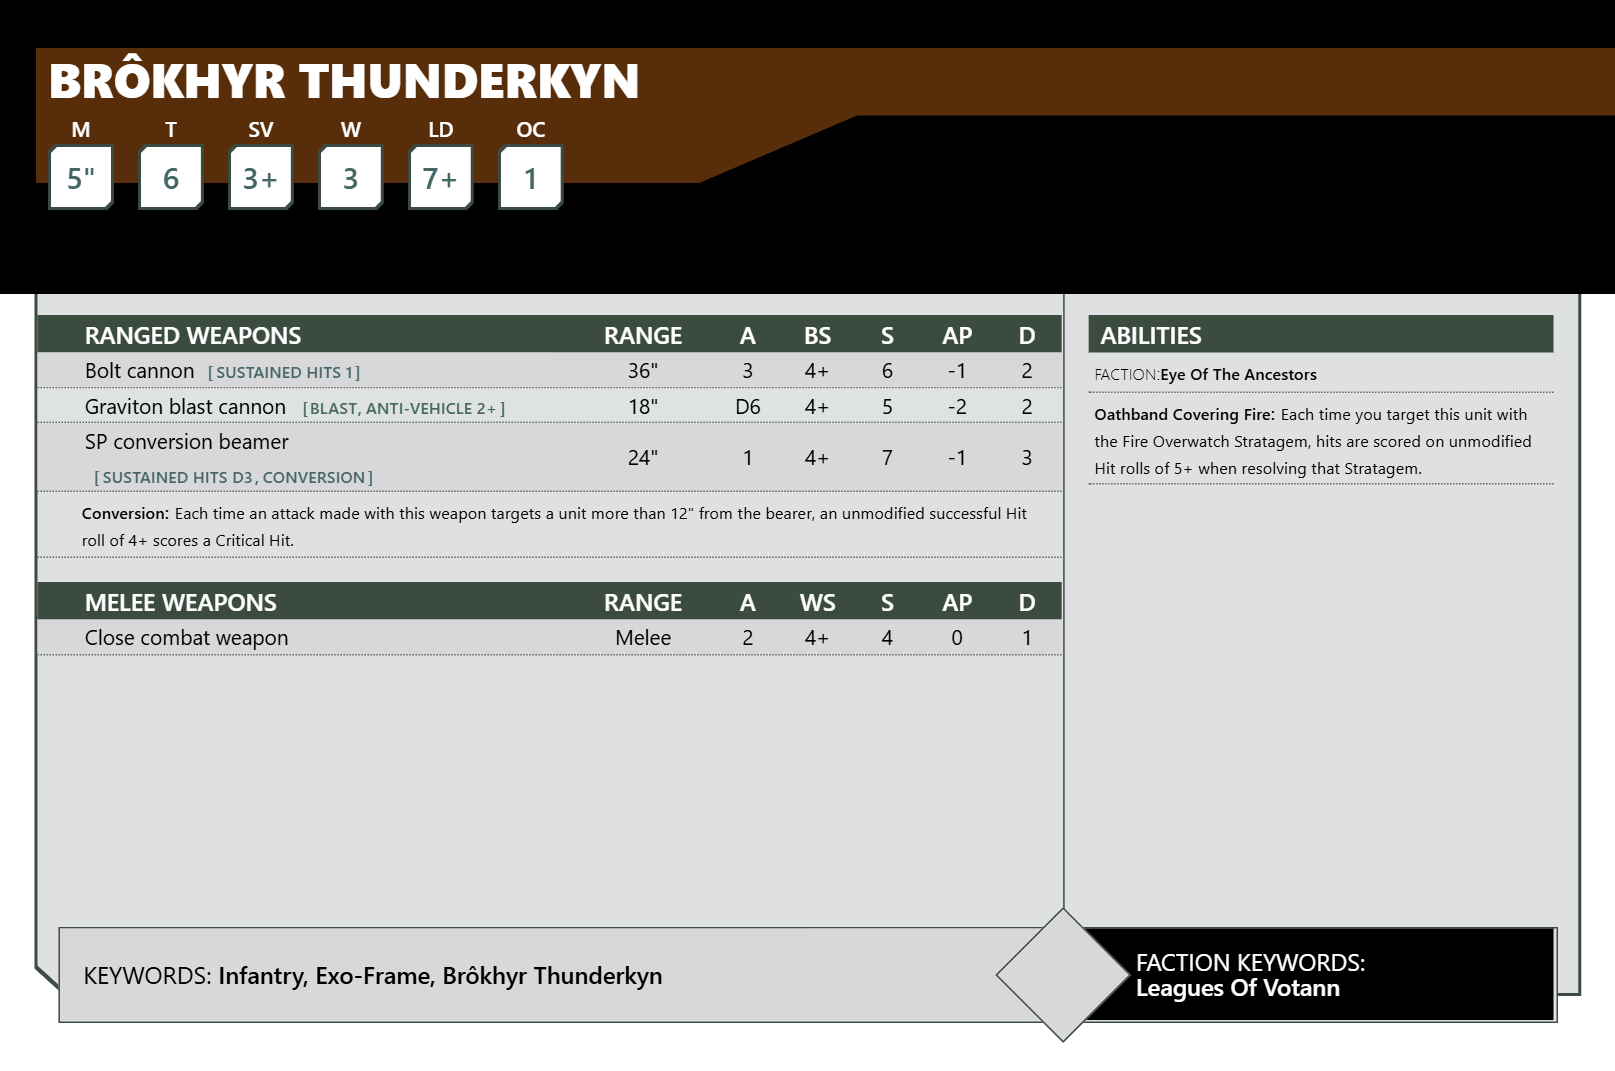 BRÔKHYR THUNDERKYN
M T SV W LD OC
5" 6 3+ 3 7+ 1
RANGED WEAPONS RANGE A BS S AP D
Bolt cannon [SUSTAINED HITS 1] 36" 3 4+ 6 -1 2
Graviton blast cannon [BLAST, ANTI-VEHICLE 2+] 18" D6 4+ 5 -2 2
SP conversion beamer 24" 1 4+ 7 -1 3
[SUSTAINED HITS D3, CONVERSION]
Conversion: Each time an attack made with this weapon targets a unit more than 12" from the bearer, an unmodified successful Hit
roll of 4+ scores a Critical Hit.
MELEE WEAPONS RANGE A WS S AP D
Close combat weapon Melee 2 4+ 4 0 1
ABILITIES
FACTION:Eye Of The Ancestors
Oathband Covering Fire: Each time you target this unit with
the Fire Overwatch Stratagem, hits are scored on unmodified
Hit rolls of 5+ when resolving that Stratagem.
KEYWORDS: Infantry, Exo-Frame, Brôkhyr Thunderkyn
FACTION KEYWORDS:
Leagues Of Votann